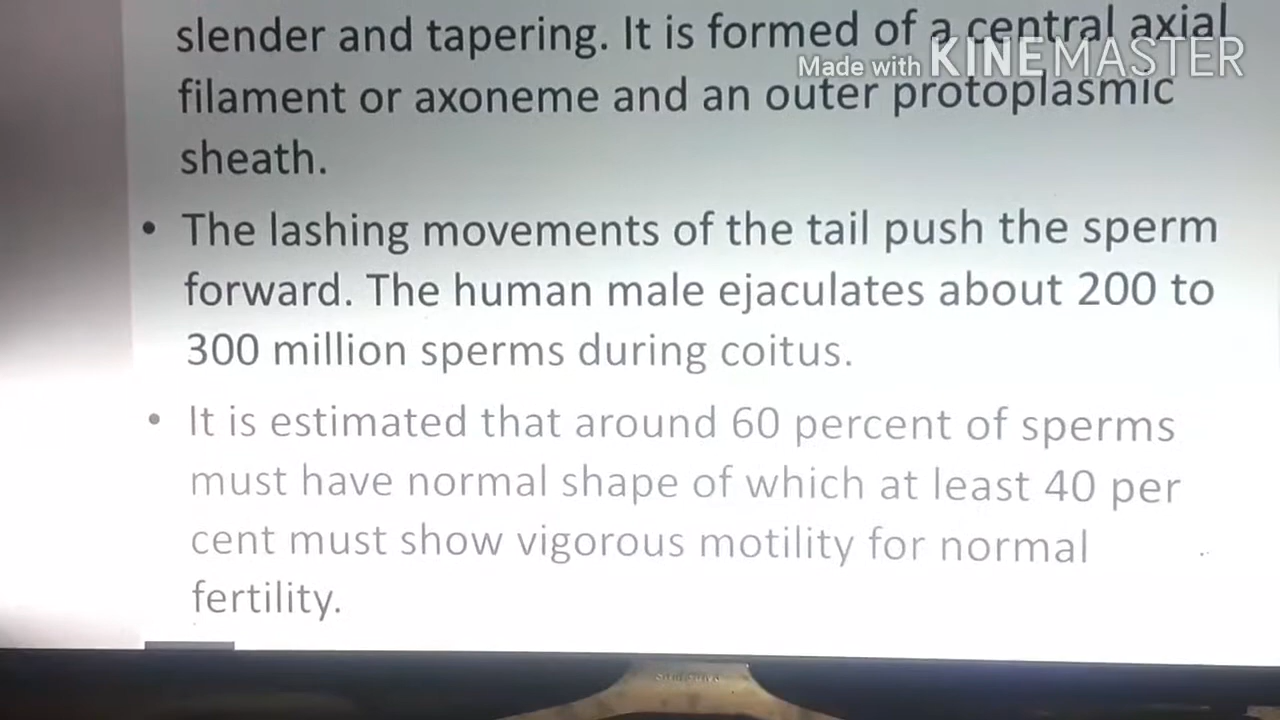 slender and tapering. It is formed of a central axial
Made with KINEMASTER
filament or axoneme and an outer protoplasmic
sheath.
• The lashing movements of the tail push the sperm
forward. The human male ejaculates about 200 to
300 million sperms during coitus.
• It is estimated that around 60 percent of sperms
must have normal shape of which at least 40 per
cent must show vigorous motility for normal
fertility.